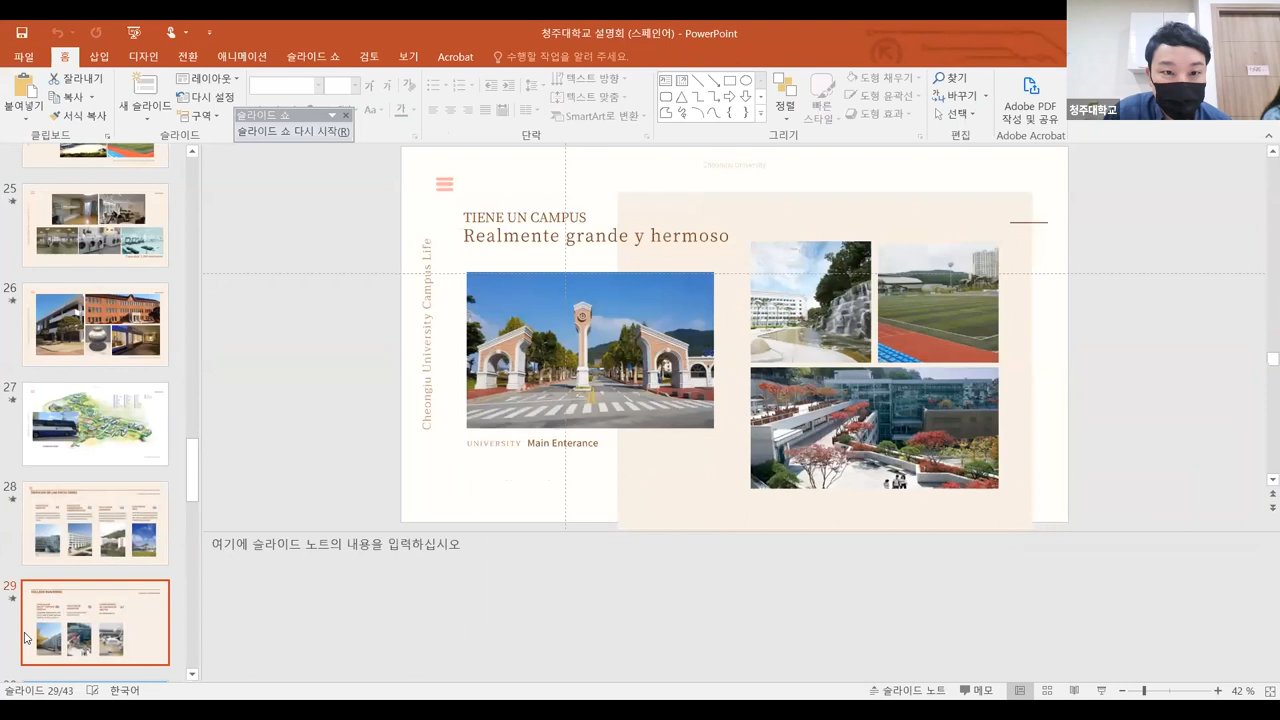 청주대학교 설명회 (스페인어) - PowerPoint
파일 홈 삽입 디자인 전환 애니메이션 슬라이드 쇼 검토 보기 Acrobat 수행할 작업을 알려 주세요.
붙여넣기 잘라내기 복사 서식 복사 클립보드
새 슬라이드 레이아웃 다시 설정 구역 슬라이드
슬라이드 쇼
슬라이드 쇼 다시 시작(R)
텍스트 방향 텍스트 맞춤 SmartArt로 변환 단락
정렬 빠른 스타일 도형 채우기 도형 윤곽선 도형 효과 그리기
찾기 바꾸기 선택 편집
Adobe PDF 작성 및 공유 Adobe Acrobat
청주대학교
25
26
27
28
29
Cheongju University
TIENE UN CAMPUS
Realmente grande y hermoso
Cheongju University Campus Life
UNIVERSITY Main Enterance
여기에 슬라이드 노트의 내용을 입력하십시오
슬라이드 29/43 한국어 슬라이드 노트 메모 42 %